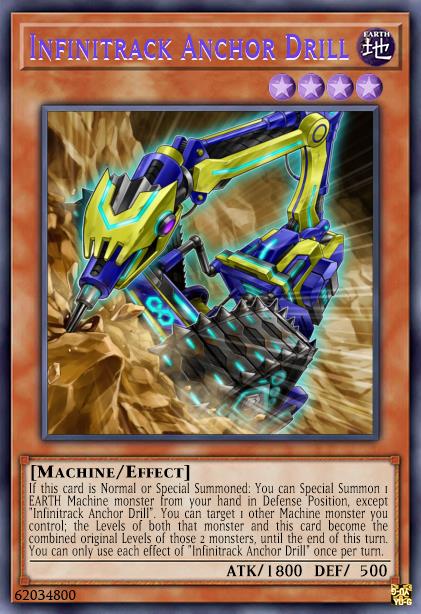 Infinitrack Anchor Drill
EARTH
地
[Machine/Effect]
If this card is Normal or Special Summoned: You can Special Summon 1
EARTH Machine monster from your hand in Defense Position, except
"Infinitrack Anchor Drill". You can target 1 other Machine monster you
control; the Levels of both that monster and this card become the
combined original Levels of those 2 monsters, until the end of this turn.
You can only use each effect of "Infinitrack Anchor Drill" once per turn.
ATK/1800 DEF/ 500
62034800